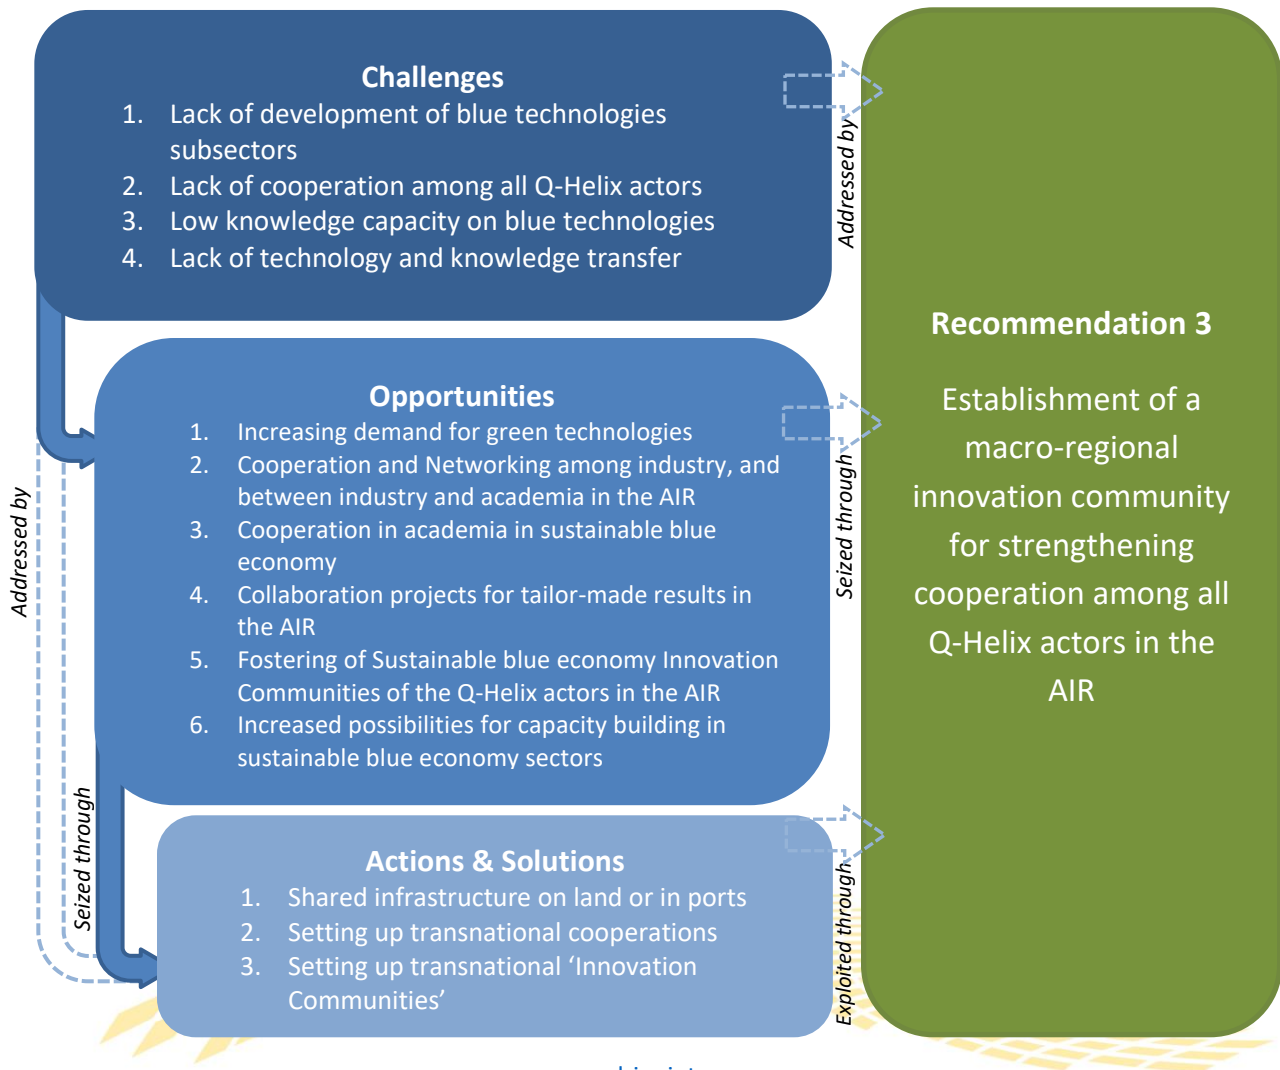 Challenges
1. Lack of development of blue technologies
subsectors
2. Lack of cooperation among all Q-Helix actors
3. Low knowledge capacity on blue technologies
4. Lack of technology and knowledge transfer
Addressed by
Opportunities
1. Increasing demand for green technologies
2. Cooperation and Networking among industry, and
between industry and academia in the AIR
3. Cooperation in academia in sustainable blue
economy
4. Collaboration projects for tailor-made results in
the AIR
5. Fostering of Sustainable blue economy Innovation
Communities of the Q-Helix actors in the AIR
6. Increased possibilities for capacity building in
sustainable blue economy sectors
Seized through
Addressed by
Seized through
Actions & Solutions
1. Shared infrastructure on land or in ports
2. Setting up transnational cooperations
3. Setting up transnational ‘Innovation
Communities’
Exploited through
Recommendation 3
Establishment of a
macro-regional
innovation community
for strengthening
cooperation among all
Q-Helix actors in the
AIR